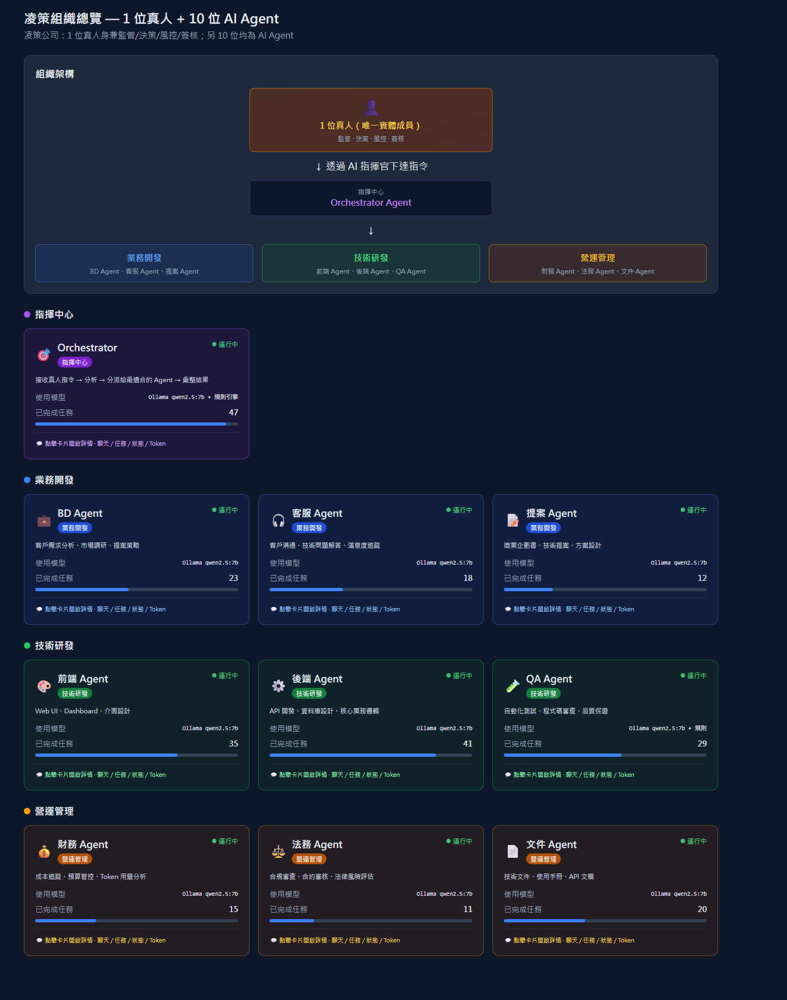 凌策組織總覽 — 1 位真人 + 10 位 AI Agent
凌策公司：1 位真人身兼監管/決策/風控/簽核；另 10 位均為 AI Agent
組織架構
1 位真人（唯一實體成員）
監管 · 決策 · 風控 · 簽核
↓ 透過 AI 指揮官下達指令
指揮中心
Orchestrator Agent
↓
業務開發
BD Agent、客服 Agent、提案 Agent
技術研發
前端 Agent、後端 Agent、QA Agent
營運管理
財務 Agent、法務 Agent、文件 Agent
指揮中心
Orchestrator
運行中
指揮中心
接收真人指令 → 分析 → 分派給最適合的 Agent → 彙整結果
使用模型 Ollama qwen2.5:7b + 規則引擎
已完成任務 47
點擊卡片開啟詳情 · 聊天 / 任務 / 狀態 / Token
業務開發
BD Agent
運行中
業務開發
客戶需求分析、市場調研、提案策略
使用模型 Ollama qwen2.5:7b
已完成任務 23
點擊卡片開啟詳情 · 聊天 / 任務 / 狀態 / Token
客服 Agent
運行中
業務開發
客戶溝通、技術問題解答、滿意度追蹤
使用模型 Ollama qwen2.5:7b
已完成任務 18
點擊卡片開啟詳情 · 聊天 / 任務 / 狀態 / Token
提案 Agent
運行中
業務開發
商業企劃書、技術提案、方案設計
使用模型 Ollama qwen2.5:7b
已完成任務 12
點擊卡片開啟詳情 · 聊天 / 任務 / 狀態 / Token
技術研發
前端 Agent
運行中
技術研發
Web UI、Dashboard、介面設計
使用模型 Ollama qwen2.5:7b
已完成任務 35
點擊卡片開啟詳情 · 聊天 / 任務 / 狀態 / Token
後端 Agent
運行中
技術研發
API 開發、資料庫設計、核心業務邏輯
使用模型 Ollama qwen2.5:7b
已完成任務 41
點擊卡片開啟詳情 · 聊天 / 任務 / 狀態 / Token
QA Agent
運行中
技術研發
自動化測試、程式碼審查、品質保證
使用模型 Ollama qwen2.5:7b + 規則
已完成任務 29
點擊卡片開啟詳情 · 聊天 / 任務 / 狀態 / Token
營運管理
財務 Agent
運行中
營運管理
成本追蹤、預算管控、Token 用量分析
使用模型 Ollama qwen2.5:7b
已完成任務 15
點擊卡片開啟詳情 · 聊天 / 任務 / 狀態 / Token
法務 Agent
運行中
營運管理
合規審查、合約審核、法律風險評估
使用模型 Ollama qwen2.5:7b
已完成任務 11
點擊卡片開啟詳情 · 聊天 / 任務 / 狀態 / Token
文件 Agent
運行中
營運管理
技術文件、使用手冊、API 文檔
使用模型 Ollama qwen2.5:7b
已完成任務 20
點擊卡片開啟詳情 · 聊天 / 任務 / 狀態 / Token